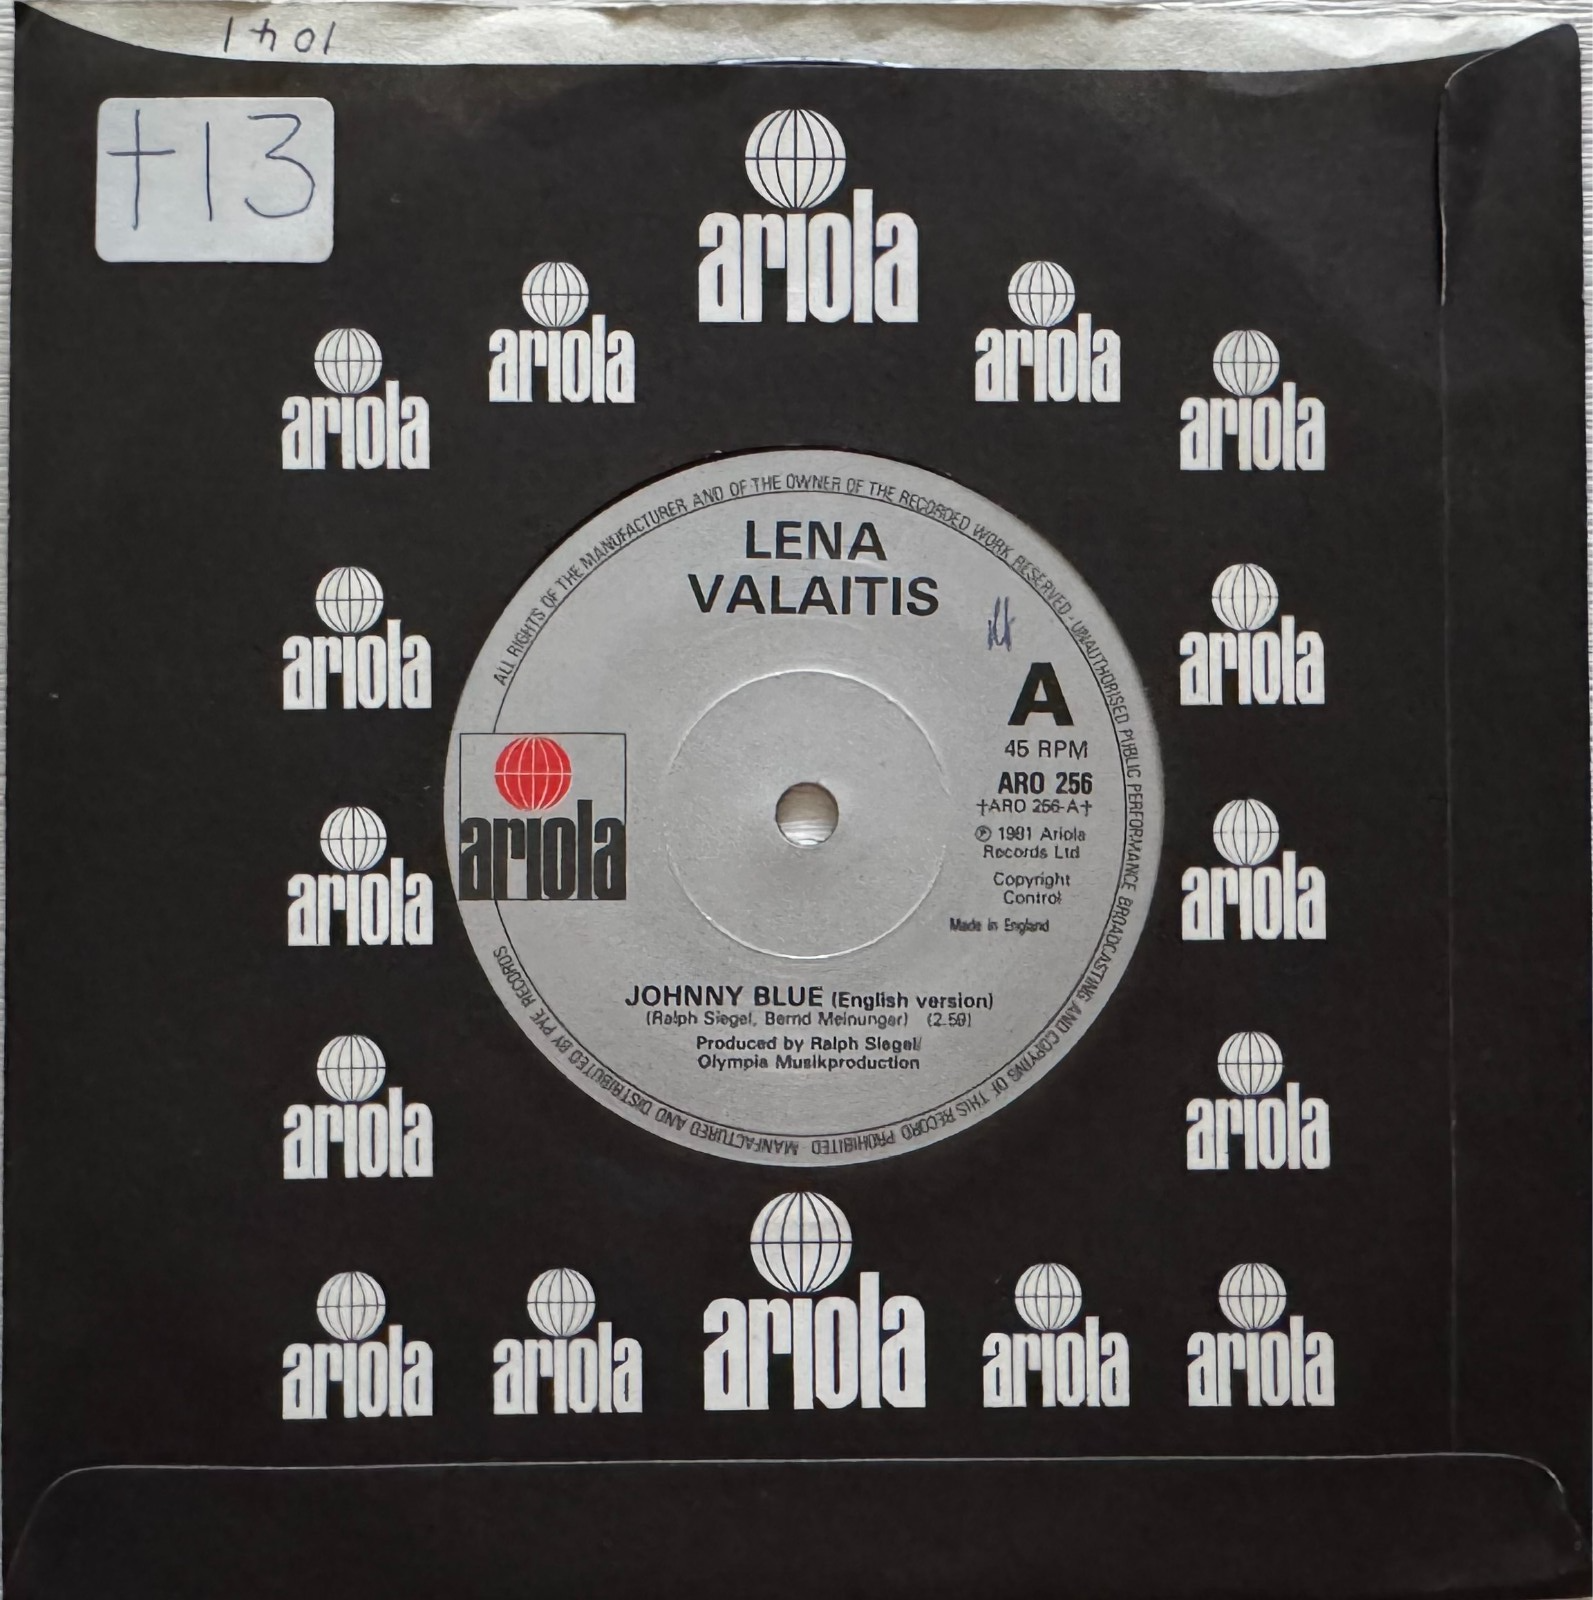 1401
+13
ariola
ariola
ariola
ariola
ariola
ALL RIGHTS OF THE MANUFACTURER AND OF THE OWNER OF THE RECORDED WORK RESERVED - UNAUTHORISED PUBLIC PERFORMANCE BROADCASTING AND COPYING OF THIS RECORD PROHIBITED - MANFACTURED AND DISTRIBUTED BY PYE RECORDS
LENA
VALAITIS
ariola
ariola
A
45 RPM
ARO 256
†ARO 256-A†
℗ 1981 Ariola
Records Ltd
Copyright
Control
Made in England
ariola
ariola
ariola
JOHNNY BLUE (English version)
(Ralph Siegel, Bernd Meinunger) (2.59)
Produced by Ralph Siegel/
Olympia Musikproduction
ariola
ariola
ariola
ariola
ariola
ariola
ariola